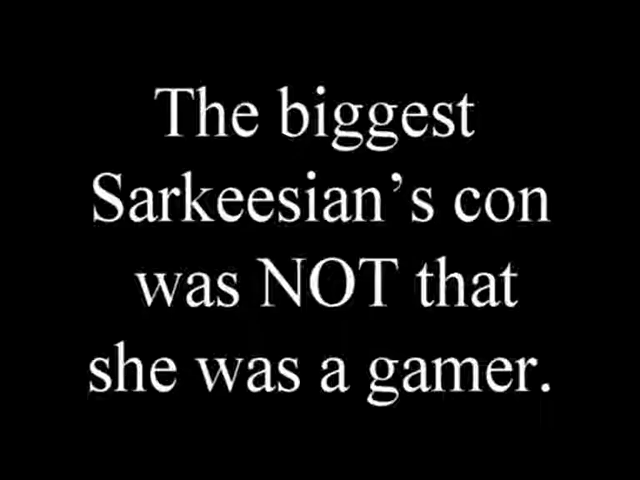 The biggest
Sarkeesian’s con
was NOT that
she was a gamer.